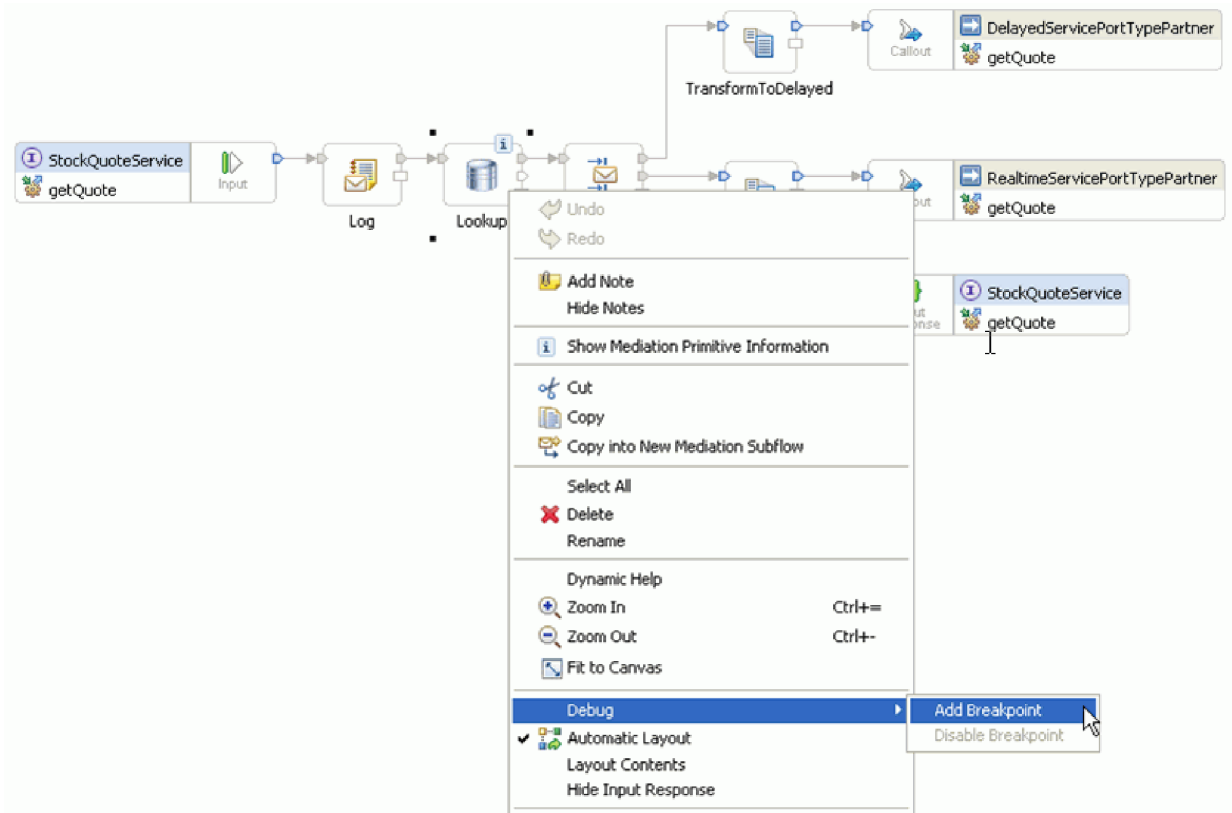 DelayedServicePortTypePartner
Callout
getQuote
TransformToDelayed
StockQuoteService
getQuote
Input
Log
Lookup
RealtimeServicePortTypePartner
getQuote
StockQuoteService
getQuote
Undo
Redo
Add Note
Hide Notes
i Show Mediation Primitive Information
Cut
Copy
Copy into New Mediation Subflow
Select All
Delete
Rename
Dynamic Help
Zoom In Ctrl+=
Zoom Out Ctrl+-
Fit to Canvas
Debug
Add Breakpoint
Disable Breakpoint
Automatic Layout
Layout Contents
Hide Input Response